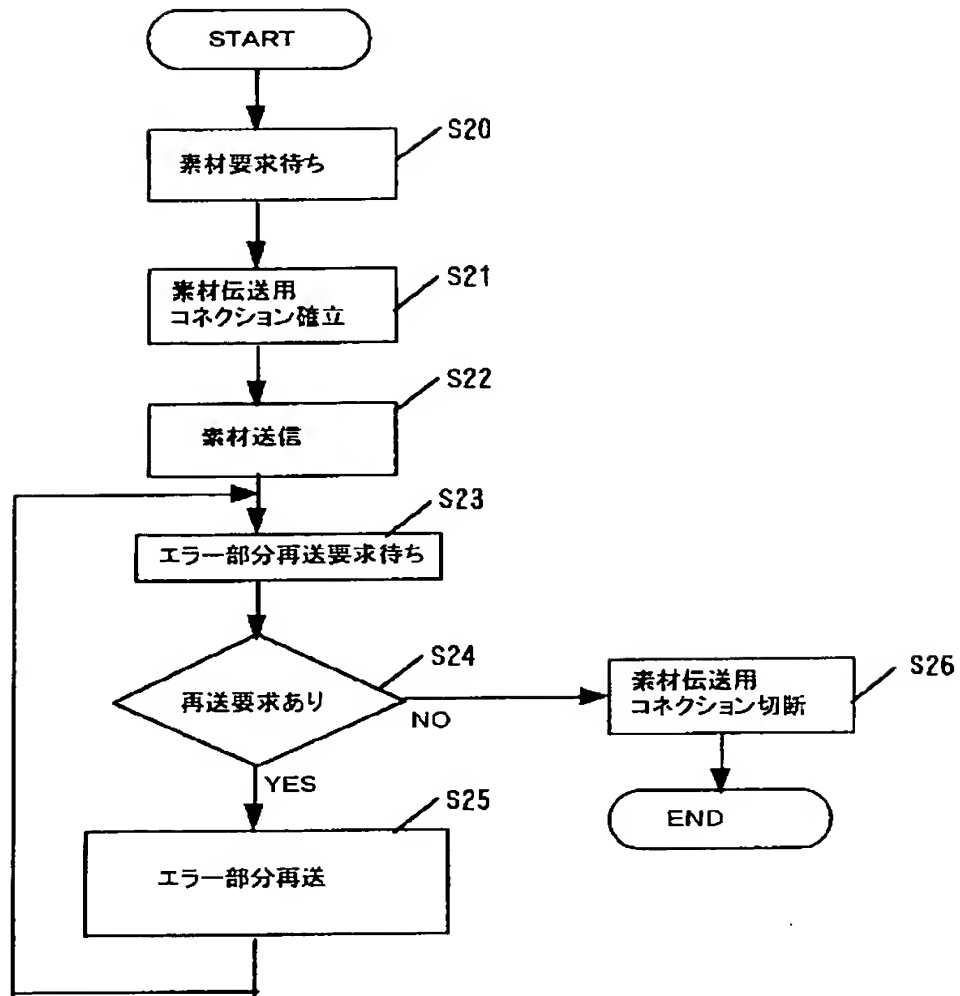 START
S20
素材要求待ち
S21
素材伝送用
コネクション確立
S22
素材送信
S23
エラー部分再送要求待ち
S24
再送要求あり
NO
S26
素材伝送用
コネクション切断
YES
S25
END
エラー部分再送